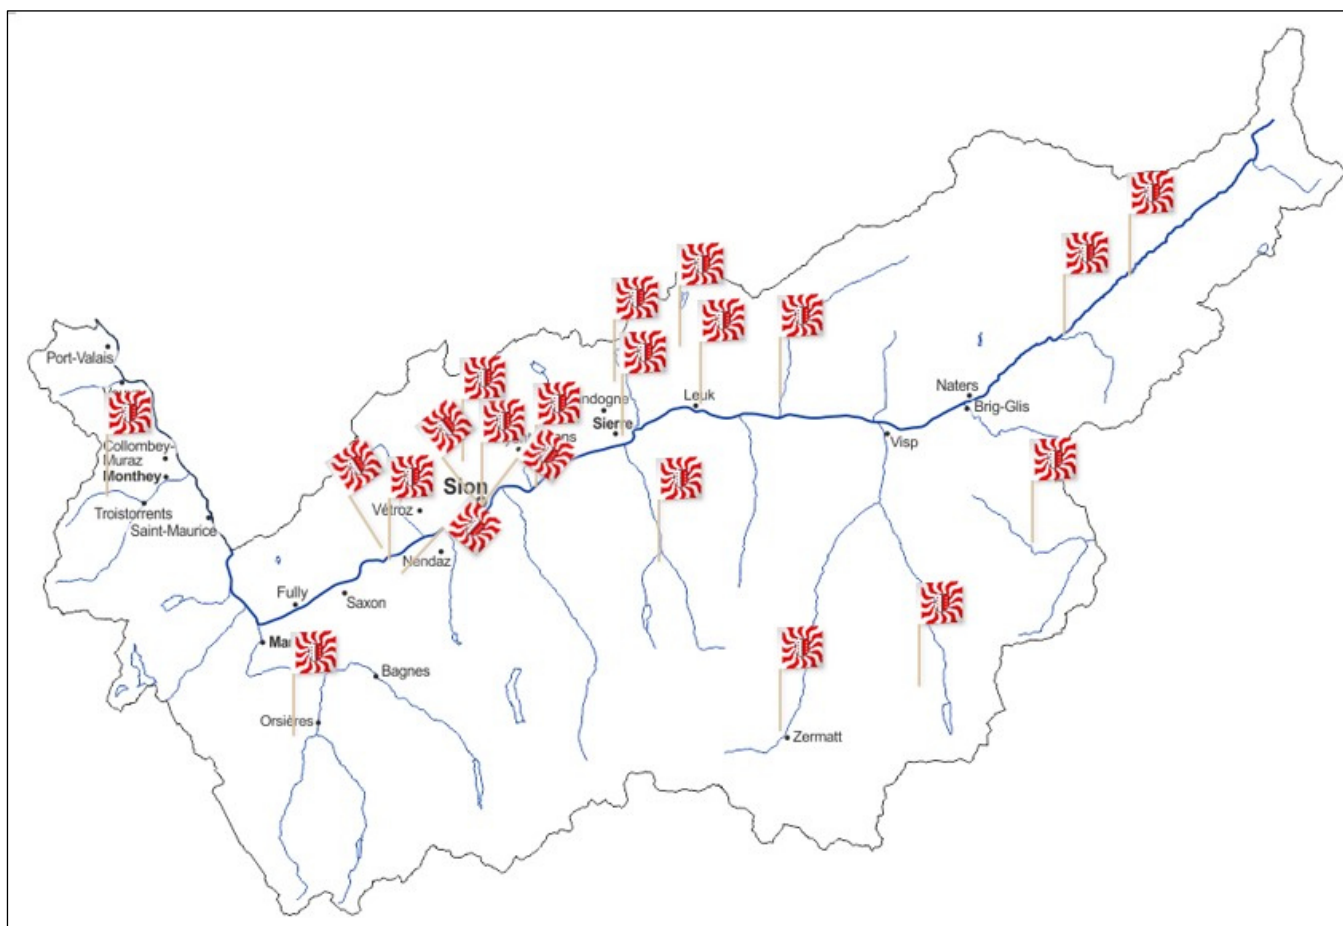 Port-Valais
Collombey-
Muraz
Monthey
Troistorrents
Saint-Maurice
Vétroz
Sion
Nendaz
Fully
Saxon
Bagnes
Orsières
Sierre
Leuk
Naters
Brig-Glis
Visp
Zermatt